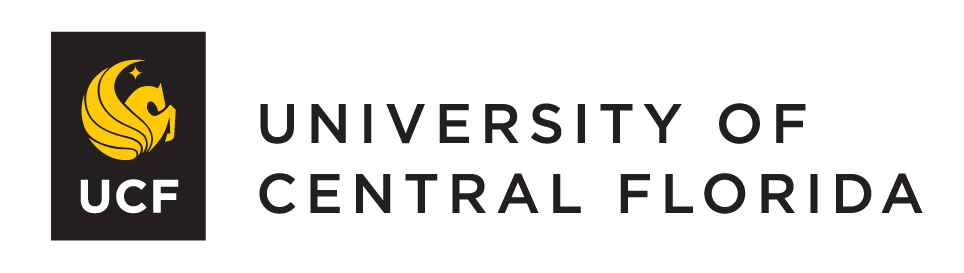 UCF
UNIVERSITY OF
CENTRAL FLORIDA